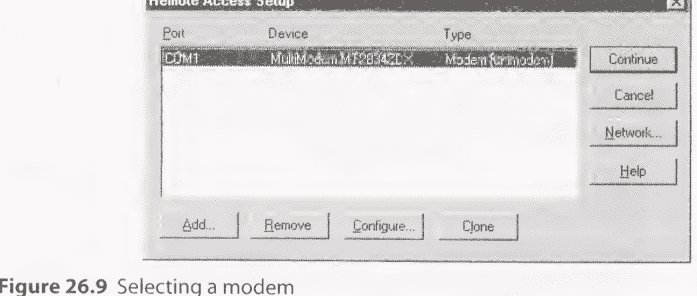 Remote Access Setup
Port Device Type
COM1 MultiModem MT2834ZDX Modem (unimodem)
Continue
Cancel
Network...
Help
Add... Remove Configure... Clone
Figure 26.9 Selecting a modem